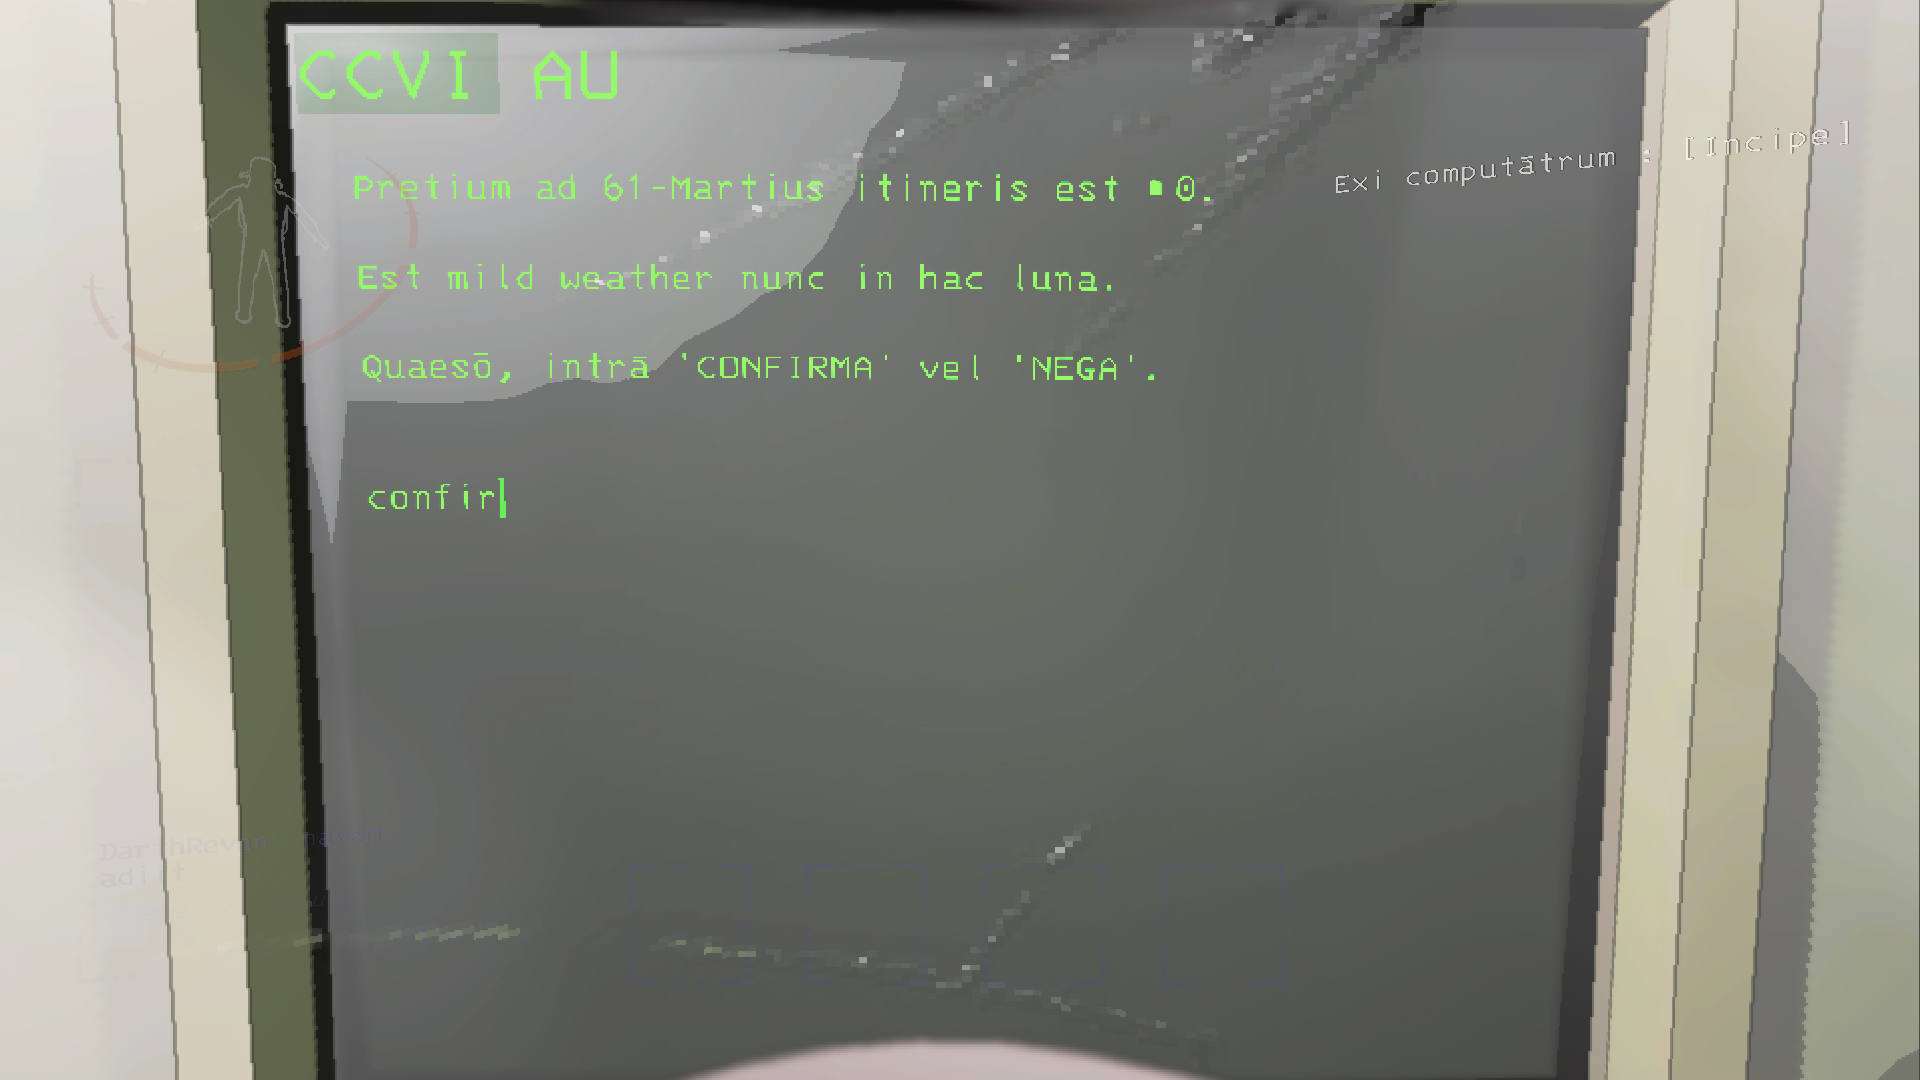 CCVI AU
Exi computātrum : [Incipe]
Pretium ad 61-Martius itineris est ■0.
Est mild weather nunc in hac luna.
Quaesō, intrā 'CONFIRMA' vel 'NEGA'.
confir
DarthRevan